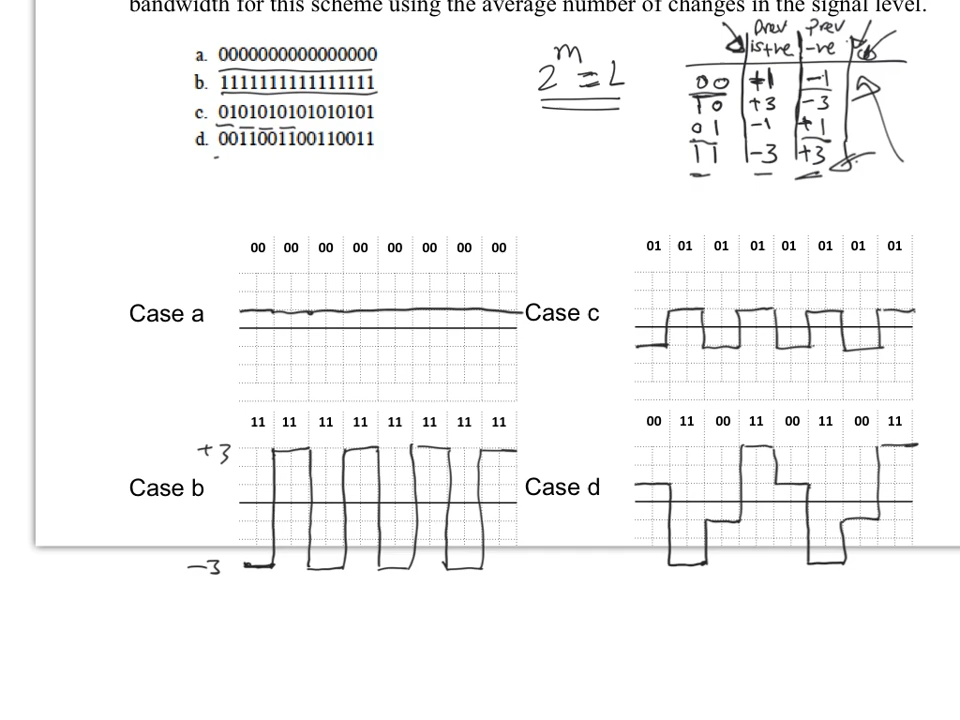 bandwidth for this scheme using the average number of changes in the signal level.
a. 0000000000000000
b. 1111111111111111
c. 0101010101010101
d. 0011001100110011
2^m = L
Prev is +ve Prev -ve
00 +1 -1
10 +3 -3
01 -1 +1
11 -3 +3
00 00 00 00 00 00 00 00
Case a
01 01 01 01 01 01 01 01
Case c
11 11 11 11 11 11 11 11
+3
Case b
-3
00 11 00 11 00 11 00 11
Case d